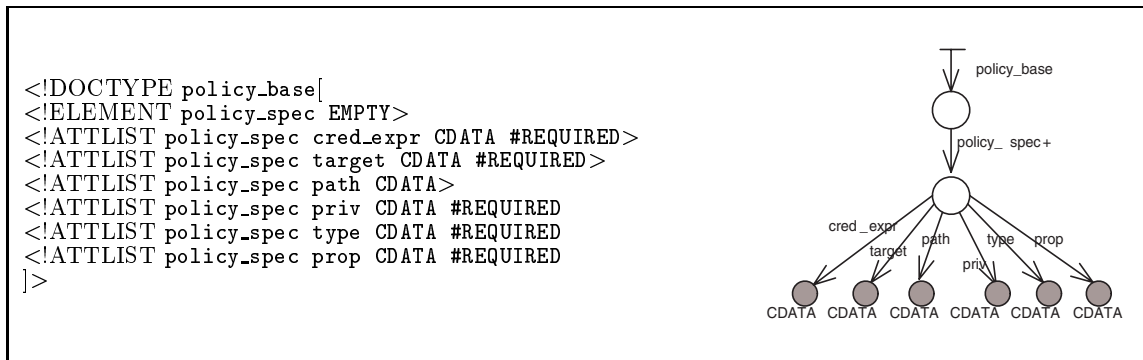 <!DOCTYPE policy_base[
<!ELEMENT policy_spec EMPTY>
<!ATTLIST policy_spec cred_expr CDATA #REQUIRED>
<!ATTLIST policy_spec target CDATA #REQUIRED>
<!ATTLIST policy_spec path CDATA>
<!ATTLIST policy_spec priv CDATA #REQUIRED
<!ATTLIST policy_spec type CDATA #REQUIRED
<!ATTLIST policy_spec prop CDATA #REQUIRED
]>
policy_base
policy_ spec+
cred _expr
target
path
priv
type
prop
CDATA CDATA CDATA CDATA CDATA CDATA